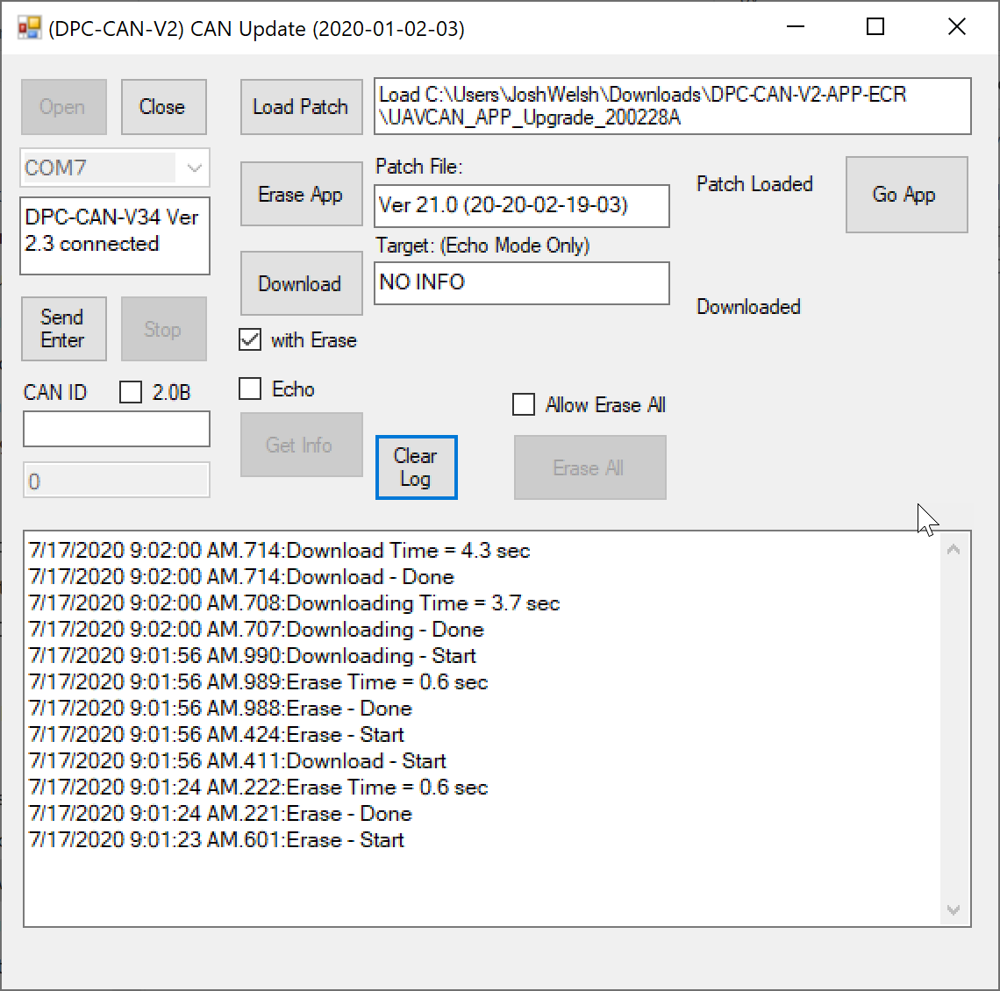 (DPC-CAN-V2) CAN Update (2020-01-02-03)
Open
Close
Load Patch
Load C:\Users\JoshWelsh\Downloads\DPC-CAN-V2-APP-ECR
\UAVCAN_APP_Upgrade_200228A
COM7
DPC-CAN-V34 Ver
2.3 connected
Erase App
Patch File:
Ver 21.0 (20-20-02-19-03)
Patch Loaded
Go App
Target: (Echo Mode Only)
Download
NO INFO
Downloaded
Send
Enter
Stop
with Erase
CAN ID
2.0B
Echo
Allow Erase All
Get Info
Clear
Log
Erase All
0
7/17/2020 9:02:00 AM.714:Download Time = 4.3 sec
7/17/2020 9:02:00 AM.714:Download - Done
7/17/2020 9:02:00 AM.708:Downloading Time = 3.7 sec
7/17/2020 9:02:00 AM.707:Downloading - Done
7/17/2020 9:01:56 AM.990:Downloading - Start
7/17/2020 9:01:56 AM.989:Erase Time = 0.6 sec
7/17/2020 9:01:56 AM.988:Erase - Done
7/17/2020 9:01:56 AM.424:Erase - Start
7/17/2020 9:01:56 AM.411:Download - Start
7/17/2020 9:01:24 AM.222:Erase Time = 0.6 sec
7/17/2020 9:01:24 AM.221:Erase - Done
7/17/2020 9:01:23 AM.601:Erase - Start